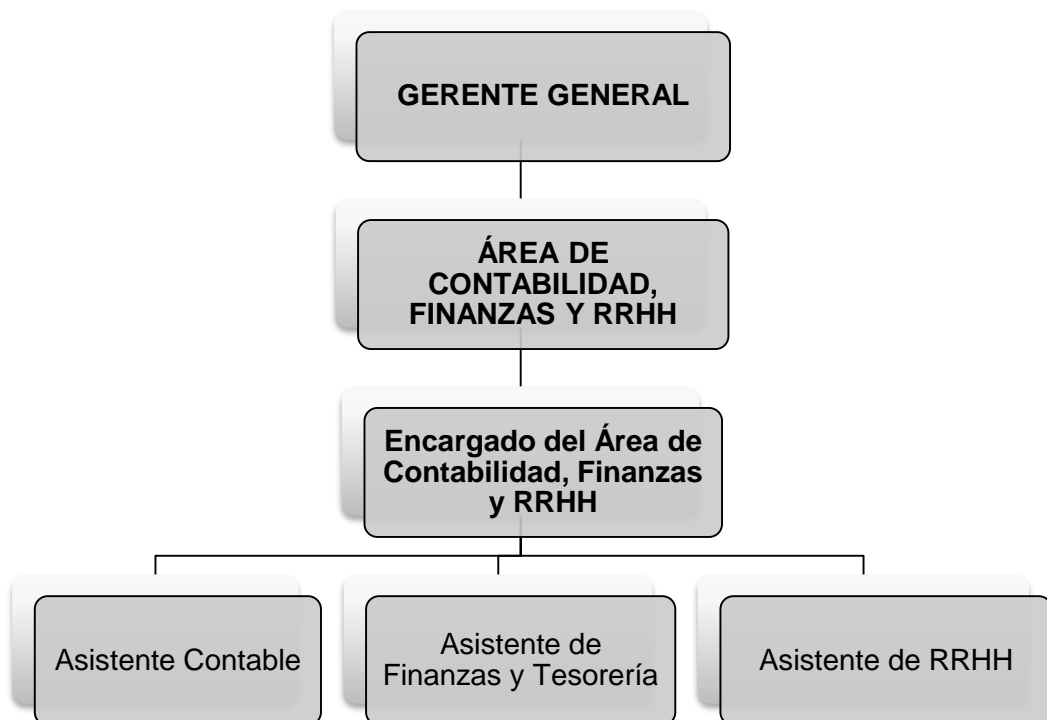 GERENTE GENERAL
ÁREA DE
CONTABILIDAD,
FINANZAS Y RRHH
Encargado del Área de
Contabilidad, Finanzas
y RRHH
Asistente Contable
Asistente de
Finanzas y Tesorería
Asistente de RRHH